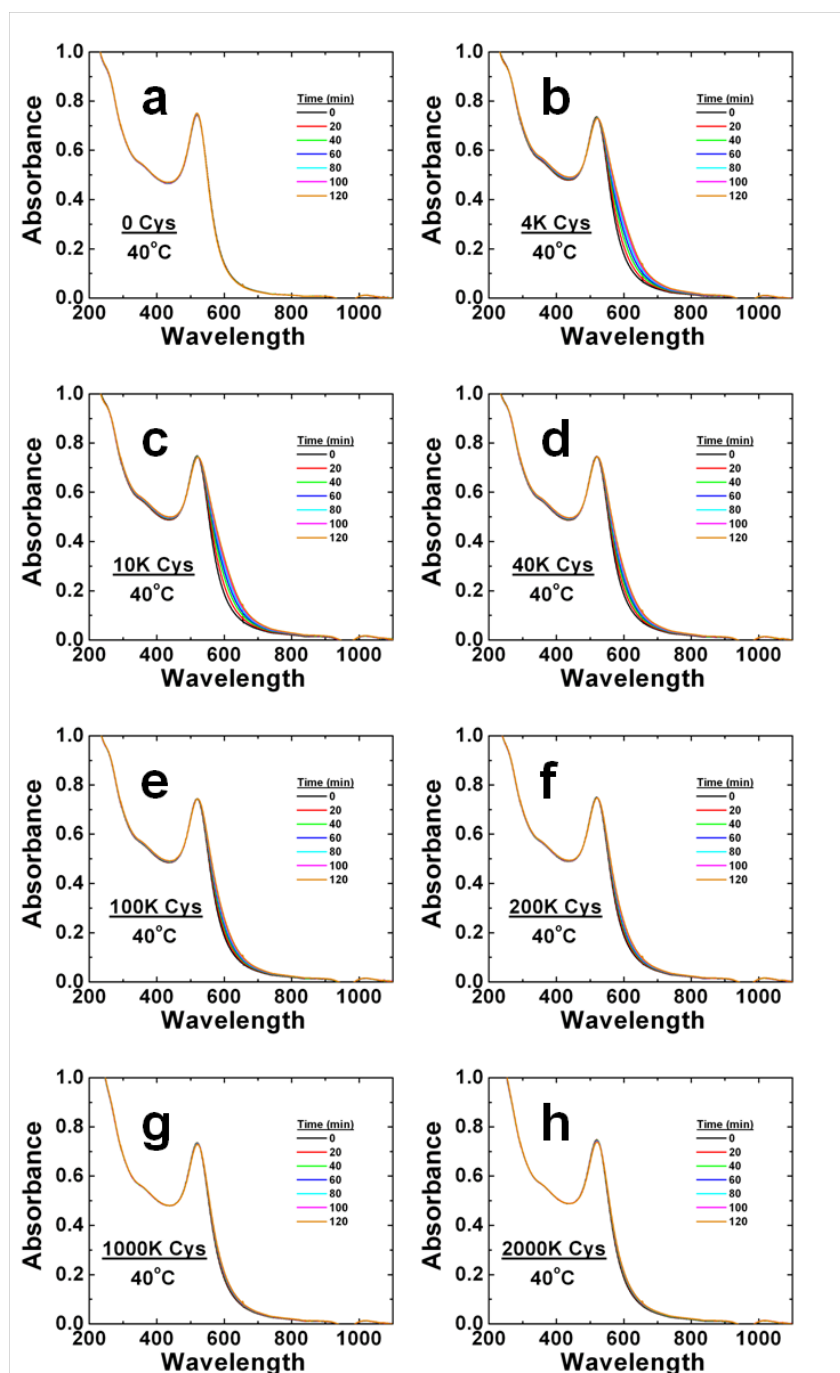 a
Absorbance
1.0
0.8
0.6
0.4
0.2
0.0
Time (min)
0
20
40
60
80
100
120
0 Cys
40°C
200 400 600 800 1000
Wavelength
b
Absorbance
1.0
0.8
0.6
0.4
0.2
0.0
Time (min)
0
20
40
60
80
100
120
4K Cys
40°C
200 400 600 800 1000
Wavelength
c
Absorbance
1.0
0.8
0.6
0.4
0.2
0.0
Time (min)
0
20
40
60
80
100
120
10K Cys
40°C
200 400 600 800 1000
Wavelength
d
Absorbance
1.0
0.8
0.6
0.4
0.2
0.0
Time (min)
0
20
40
60
80
100
120
40K Cys
40°C
200 400 600 800 1000
Wavelength
e
Absorbance
1.0
0.8
0.6
0.4
0.2
0.0
Time (min)
0
20
40
60
80
100
120
100K Cys
40°C
200 400 600 800 1000
Wavelength
f
Absorbance
1.0
0.8
0.6
0.4
0.2
0.0
Time (min)
0
20
40
60
80
100
120
200K Cys
40°C
200 400 600 800 1000
Wavelength
g
Absorbance
1.0
0.8
0.6
0.4
0.2
0.0
Time (min)
0
20
40
60
80
100
120
1000K Cys
40°C
200 400 600 800 1000
Wavelength
h
Absorbance
1.0
0.8
0.6
0.4
0.2
0.0
Time (min)
0
20
40
60
80
100
120
2000K Cys
40°C
200 400 600 800 1000
Wavelength